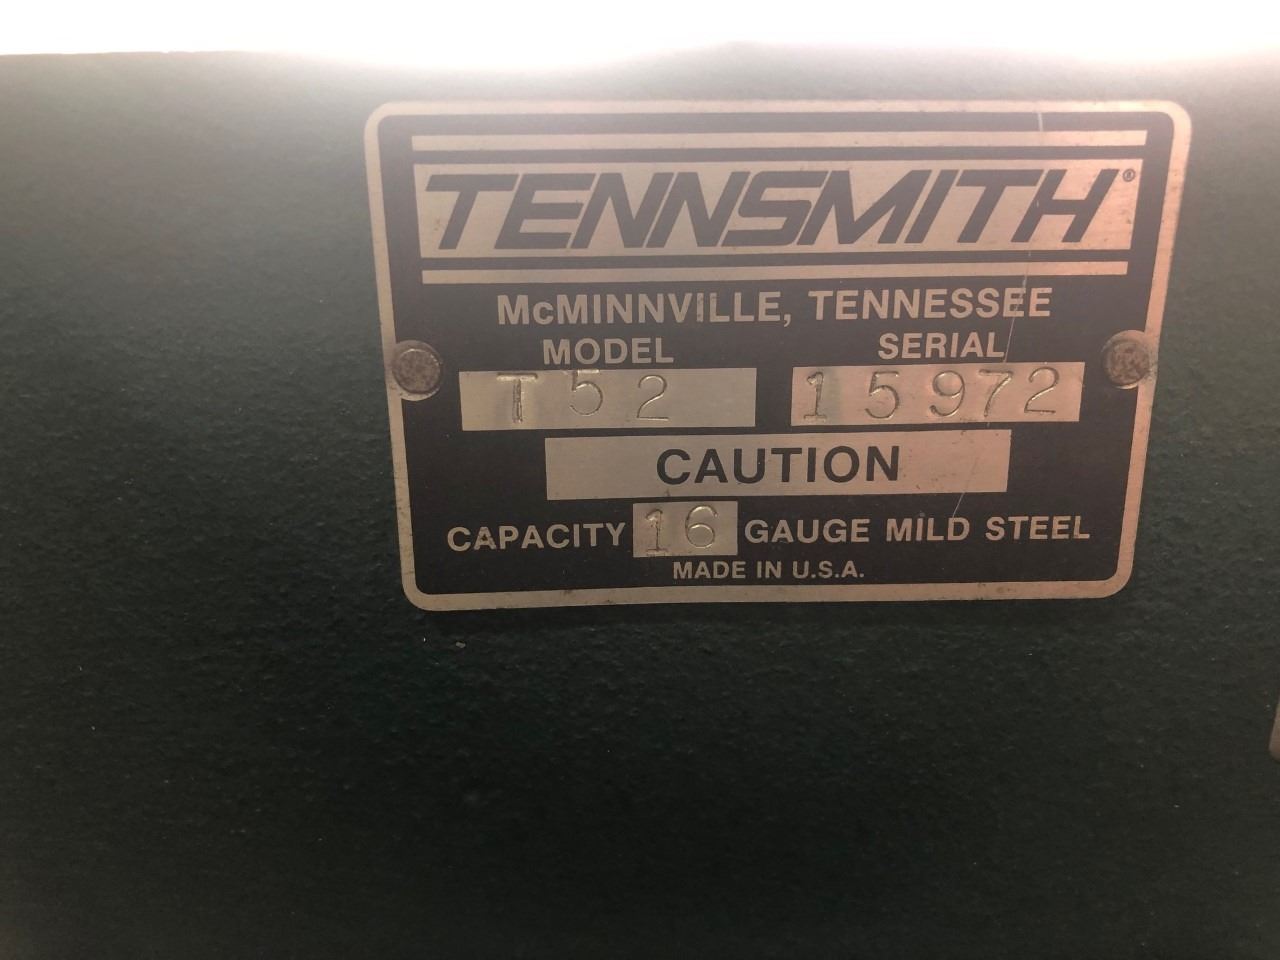 TENNSMITH®
McMINNVILLE, TENNESSEE
MODEL SERIAL
T52 15972
CAUTION
CAPACITY 16 GAUGE MILD STEEL
MADE IN U.S.A.